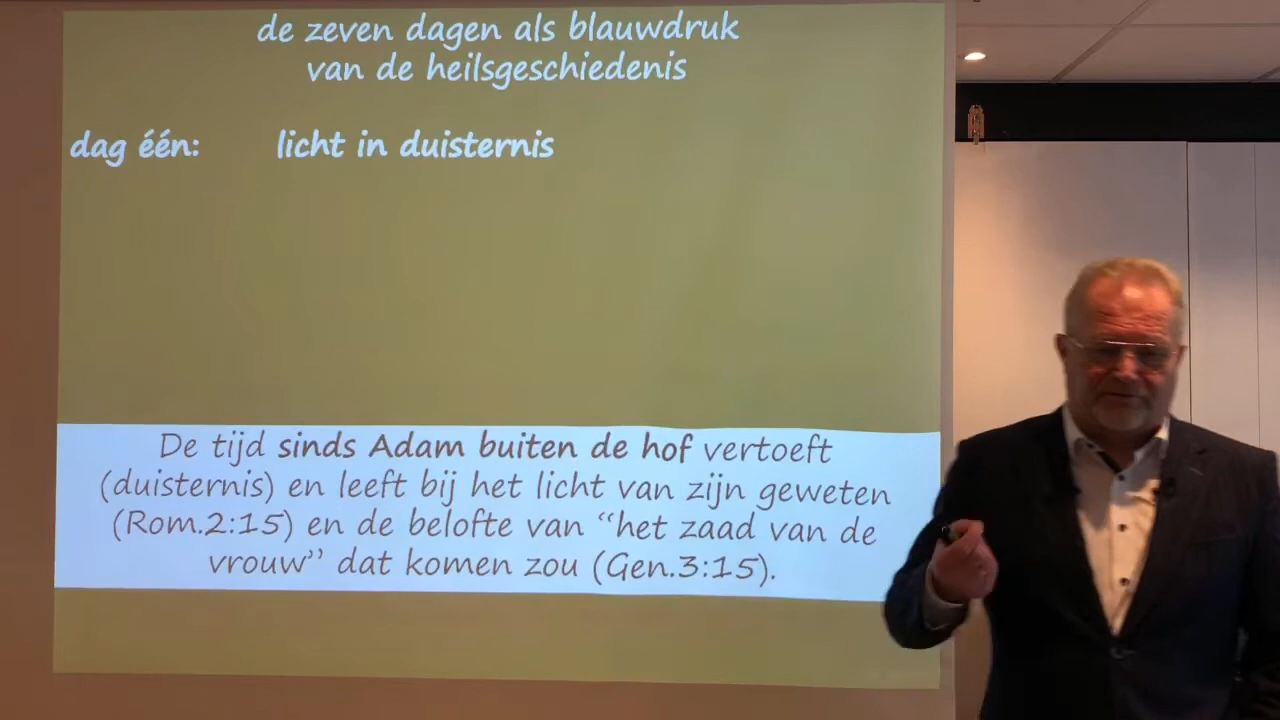 de zeven dagen als blauwdruk
van de heilsgeschiedenis
dag één: licht in duisternis
De tijd sinds Adam buiten de hof vertoeft
(duisternis) en leeft bij het licht van zijn geweten
(Rom.2:15) en de belofte van “het zaad van de
vrouw” dat komen zou (Gen.3:15).